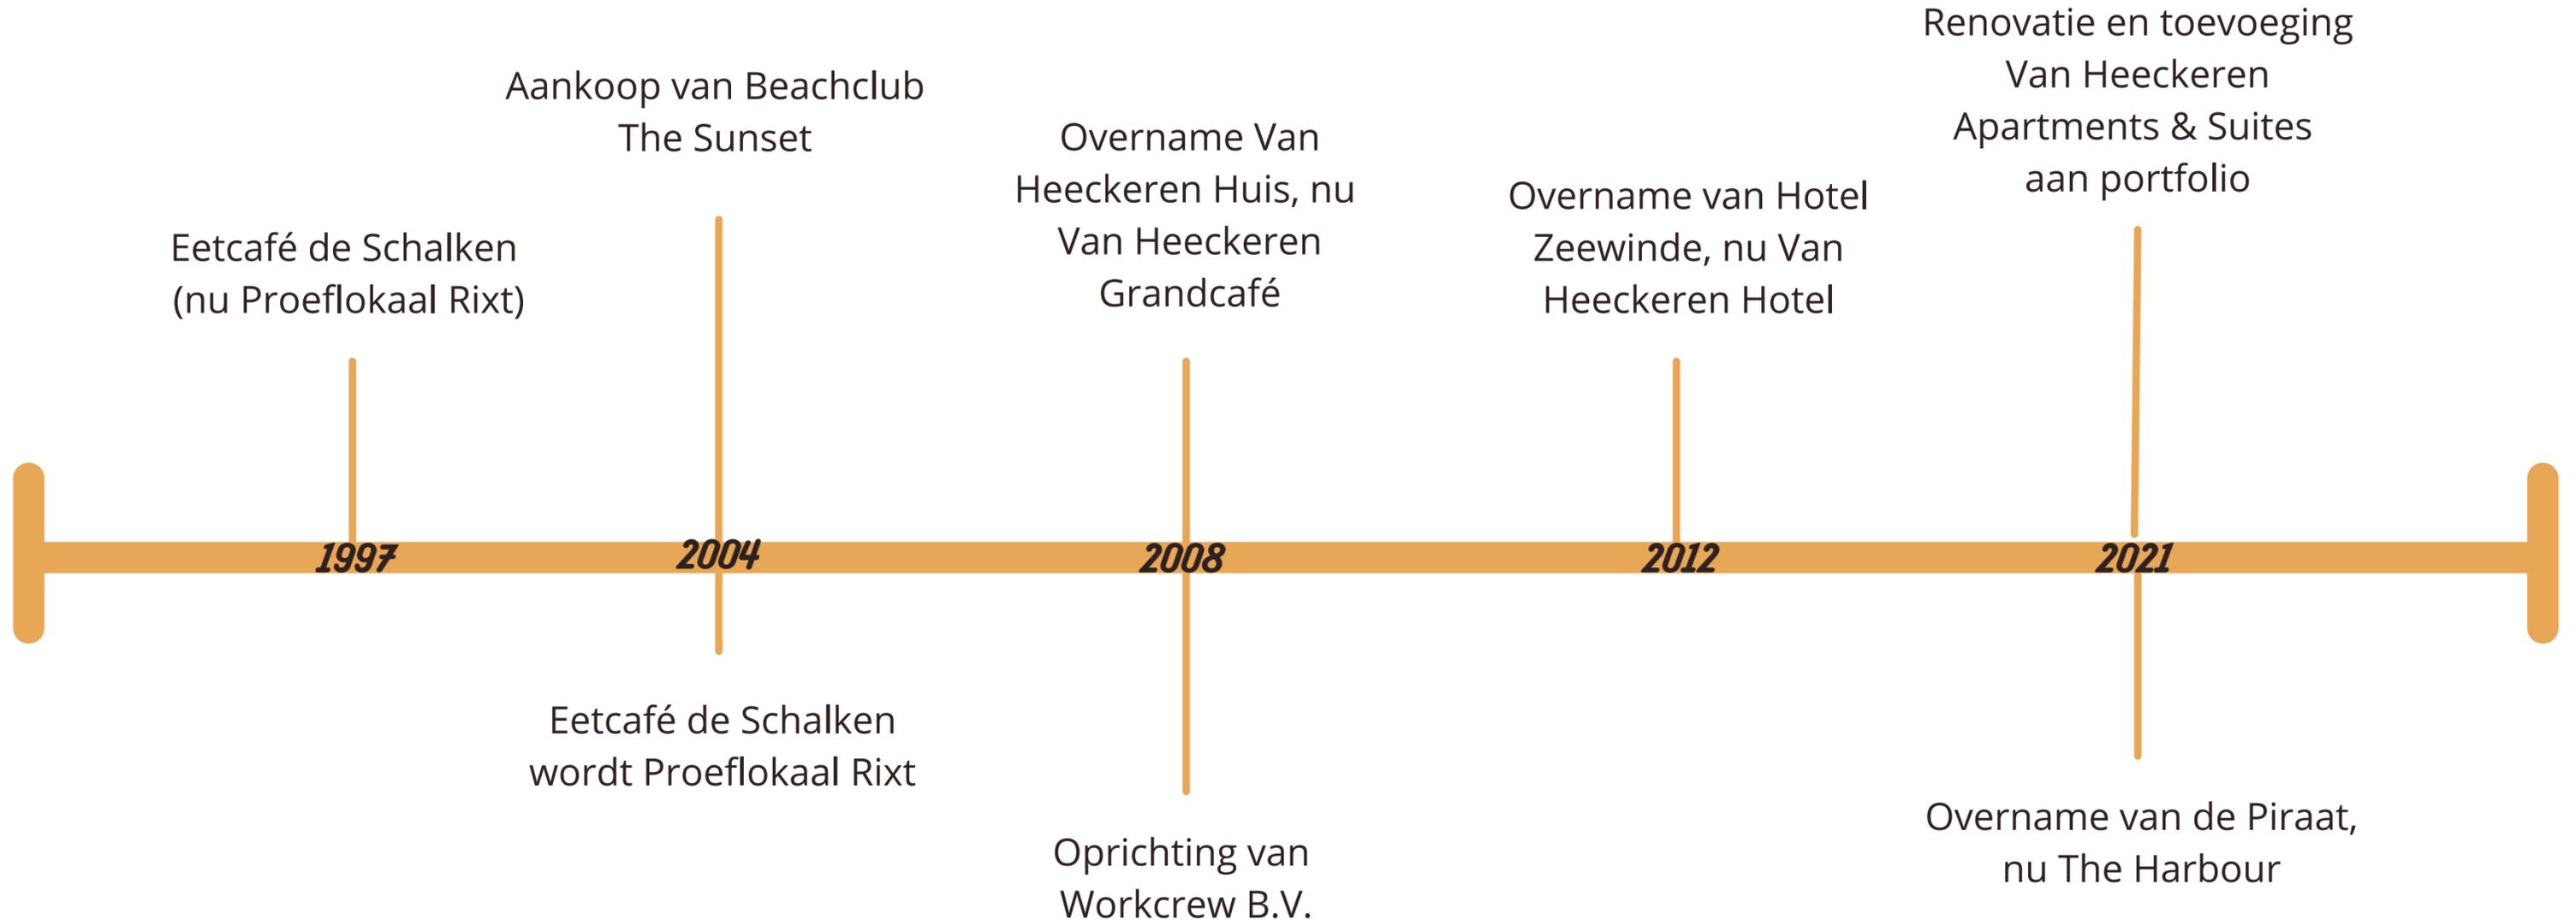 Eetcafé de Schalken
(nu Proeflokaal Rixt)
Aankoop van Beachclub
The Sunset
Overname Van
Heeckeren Huis, nu
Van Heeckeren
Grandcafé
Overname van Hotel
Zeewinde, nu Van
Heeckeren Hotel
Renovatie en toevoeging
Van Heeckeren
Apartments & Suites
aan portfolio
1997
2004
2008
2012
2021
Eetcafé de Schalken
wordt Proeflokaal Rixt
Oprichting van
Workcrew B.V.
Overname van de Piraat,
nu The Harbour